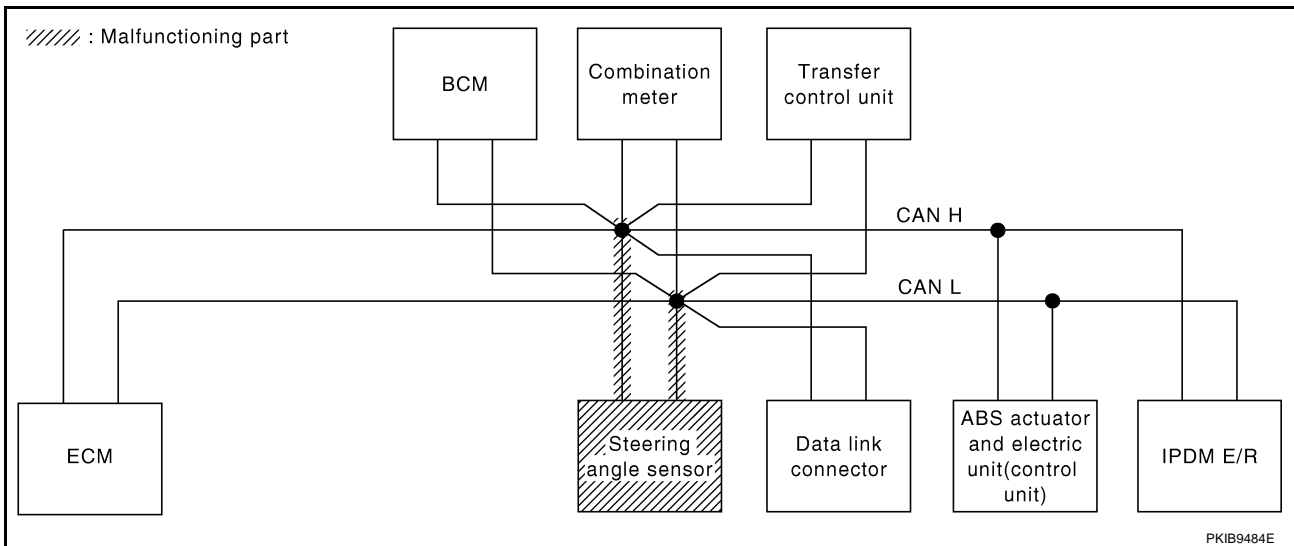 : Malfunctioning part
BCM
Combination
meter
Transfer
control unit
CAN H
CAN L
ECM
Steering
angle sensor
Data link
connector
ABS actuator
and electric
unit(control
unit)
IPDM E/R
PKIB9484E